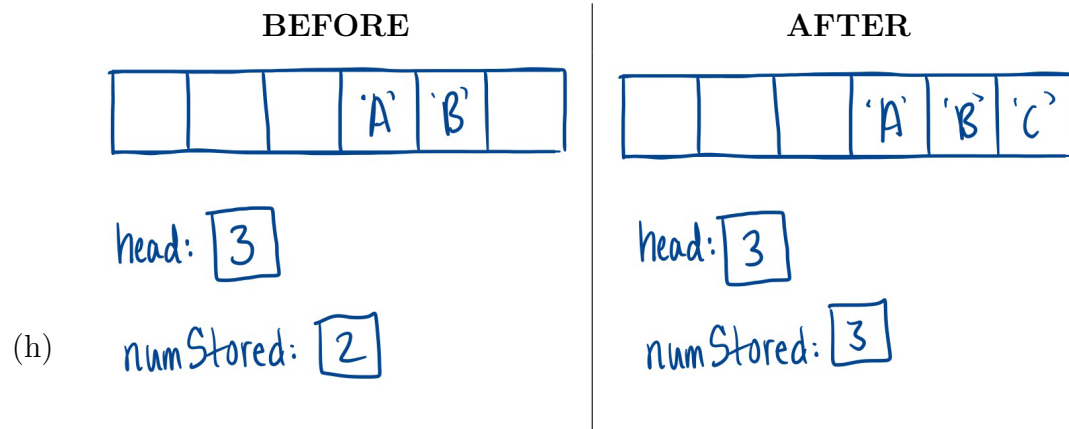 BEFORE
'A' 'B'
head: 3
(h) numStored: 2
AFTER
'A' 'B' 'C'
head: 3
numStored: 3